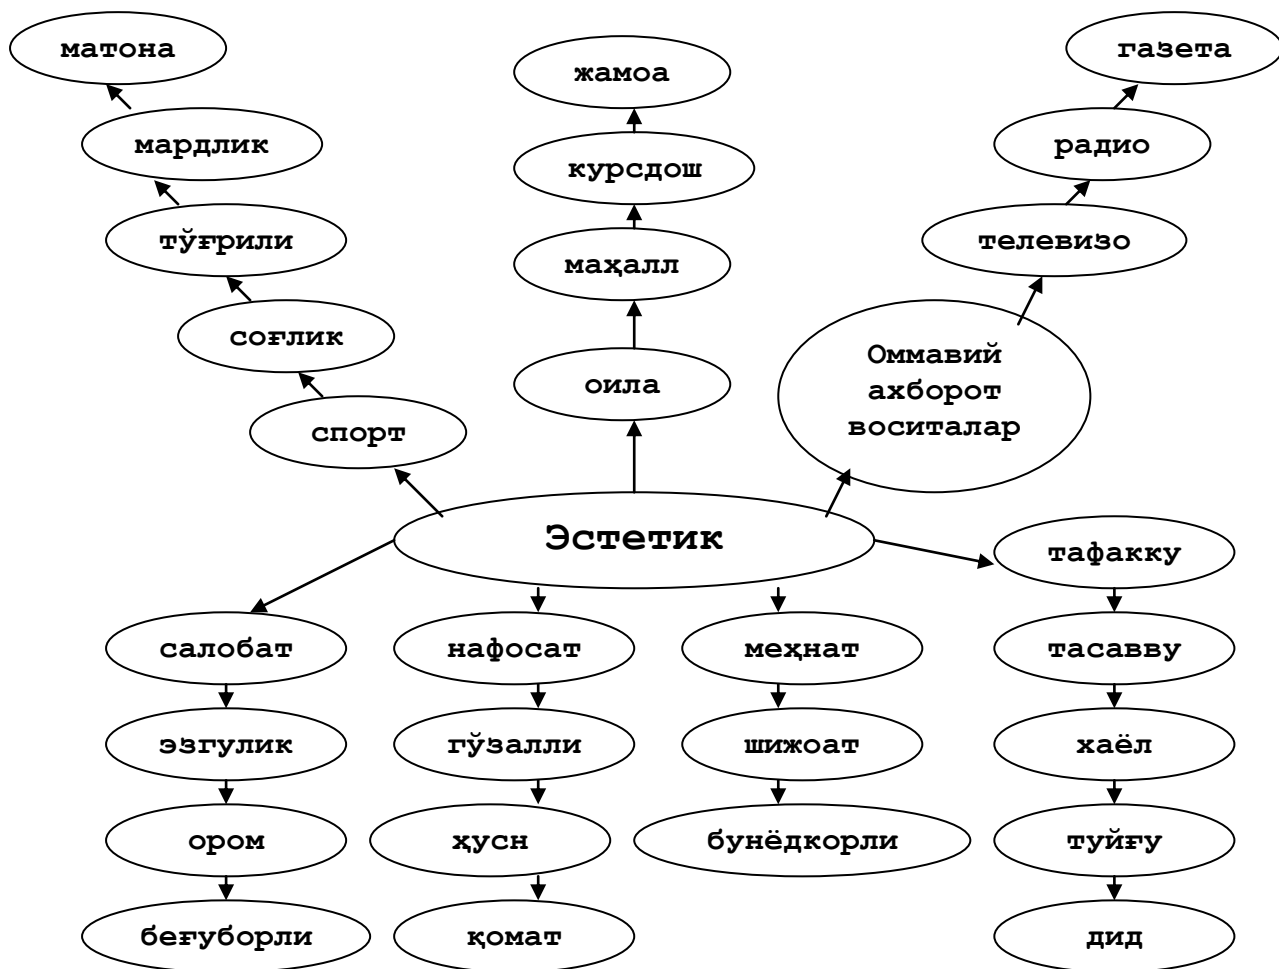 матона
жамоа
газета
мардлик
курсдош
радио
тўғрили
маҳалл
телевизо
соғлик
оила
Оммавий
ахборот
воситалар
спорт
Эстетик
тафакку
салобат
нафосат
меҳнат
тасавву
эзгулик
гўзалли
шижоат
хаёл
ором
ҳусн
бунёдкорли
туйғу
беғуборли
қомат
дид